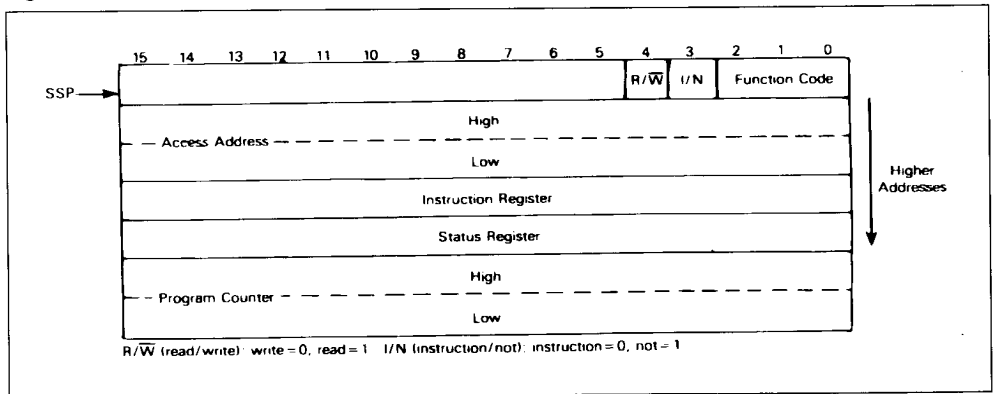 15 14 13 12 11 10 9 8 7 6 5 4 3 2 1 0
SSP R/W̅ I/N Function Code
High
Access Address
Low
Instruction Register
Status Register
High
Program Counter
Low
Higher
Addresses
R/W̅ (read/write): write = 0, read = 1 I/N (instruction/not): instruction = 0, not = 1